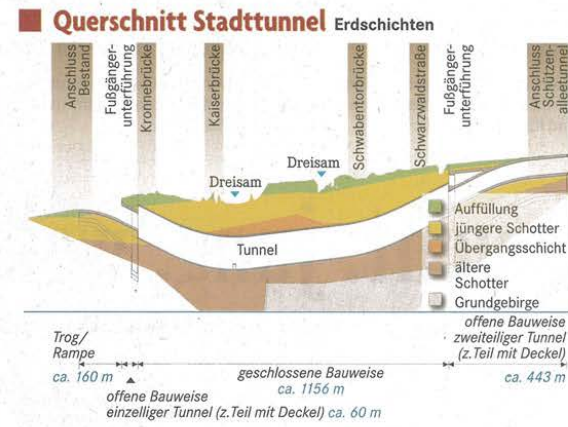 Querschnitt Stadttunnel Erdschichten
Anschluss
Bestand
Fußgänger-
unterführung
Kronnebrücke
Kaiserbrücke
Schwabentorbrücke
Schwarzwaldstraße
Fußgänger-
unterführung
Anschluss
Schützen-
alleetunnel
Dreisam
Dreisam
Tunnel
Auffüllung
jüngere Schotter
Übergangsschicht
ältere
Schotter
Grundgebirge
Trog/
Rampe
ca. 160 m
offene Bauweise
einzelliger Tunnel (z.Teil mit Deckel) ca. 60 m
geschlossene Bauweise
ca. 1156 m
offene Bauweise
zweiteiliger Tunnel
(z.Teil mit Deckel)
ca. 443 m